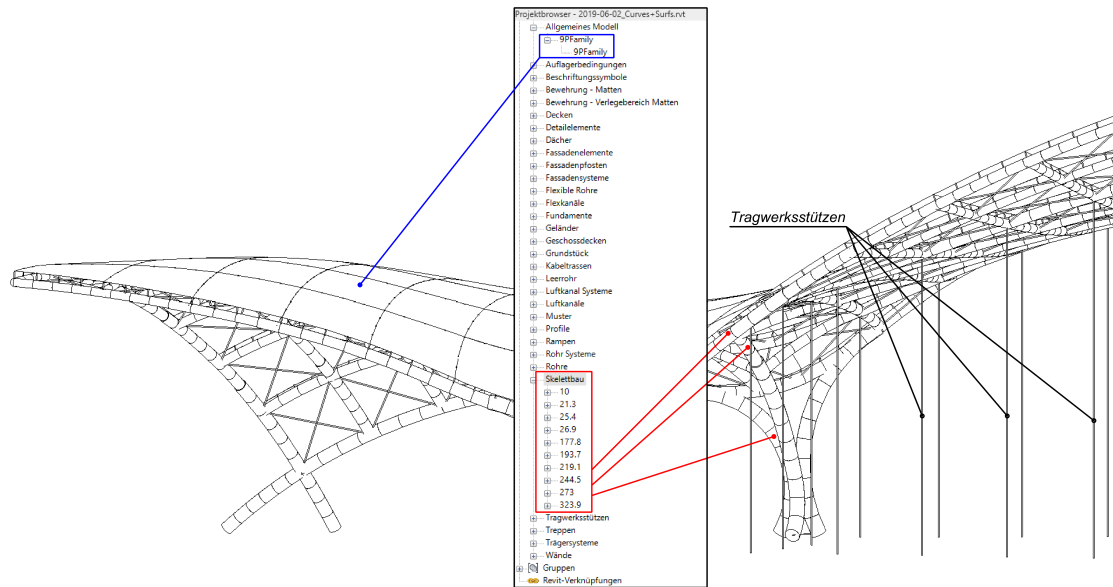 Projektbrowser - 2019-06-02_Curves+Surfs.rvt
Allgemeines Modell
9PFamily
9PFamily
Auflagerbedingungen
Beschriftungssymbole
Bewehrung - Matten
Bewehrung - Verlegebereich Matten
Decken
Detailelemente
Dächer
Fassadenelemente
Fassadenpfosten
Fassadensysteme
Flexible Rohre
Flexkanäle
Fundamente
Geländer
Geschossdecken
Grundstück
Kabeltrassen
Leerrohr
Luftkanal Systeme
Luftkanäle
Muster
Profile
Rampen
Rohr Systeme
Rohre
Skelettbau
10
21.3
25.4
26.9
177.8
193.7
219.1
244.5
273
323.9
Tragwerksstützen
Treppen
Trägersysteme
Wände
Gruppen
Revit-Verknüpfungen
Tragwerksstützen